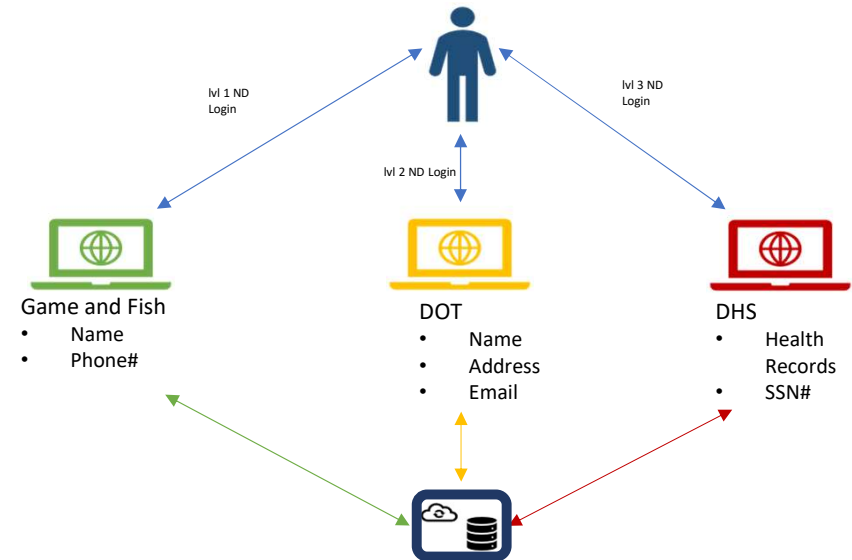 lvl 1 ND
Login
lvl 3 ND
Login
lvl 2 ND Login
Game and Fish
• Name
• Phone#
DOT
• Name
• Address
• Email
DHS
• Health
Records
• SSN#